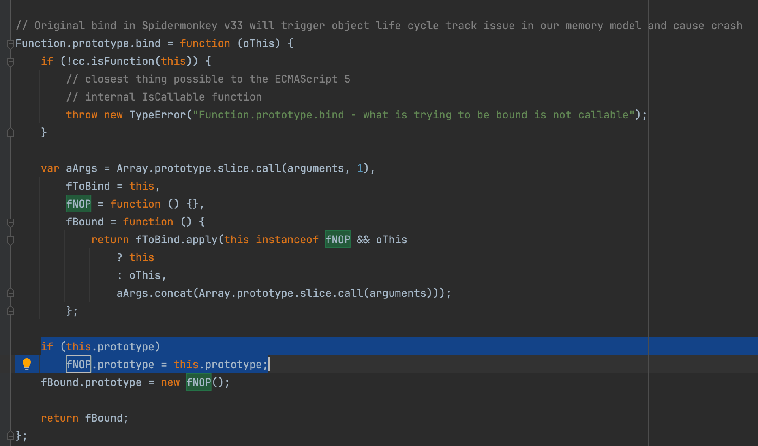 // Original bind in Spidermonkey v33 will trigger object life cycle track issue in our memory model and cause crash
Function.prototype.bind = function (oThis) {
    if (!cc.isFunction(this)) {
        // closest thing possible to the ECMAScript 5
        // internal IsCallable function
        throw new TypeError("Function.prototype.bind - what is trying to be bound is not callable");
    }

    var aArgs = Array.prototype.slice.call(arguments, 1),
        fToBind = this,
        fNOP = function () {},
        fBound = function () {
            return fToBind.apply(this instanceof fNOP && oThis
                ? this
                : oThis,
                aArgs.concat(Array.prototype.slice.call(arguments)));
        };

    if (this.prototype)
        fNOP.prototype = this.prototype;
    fBound.prototype = new fNOP();

    return fBound;
};